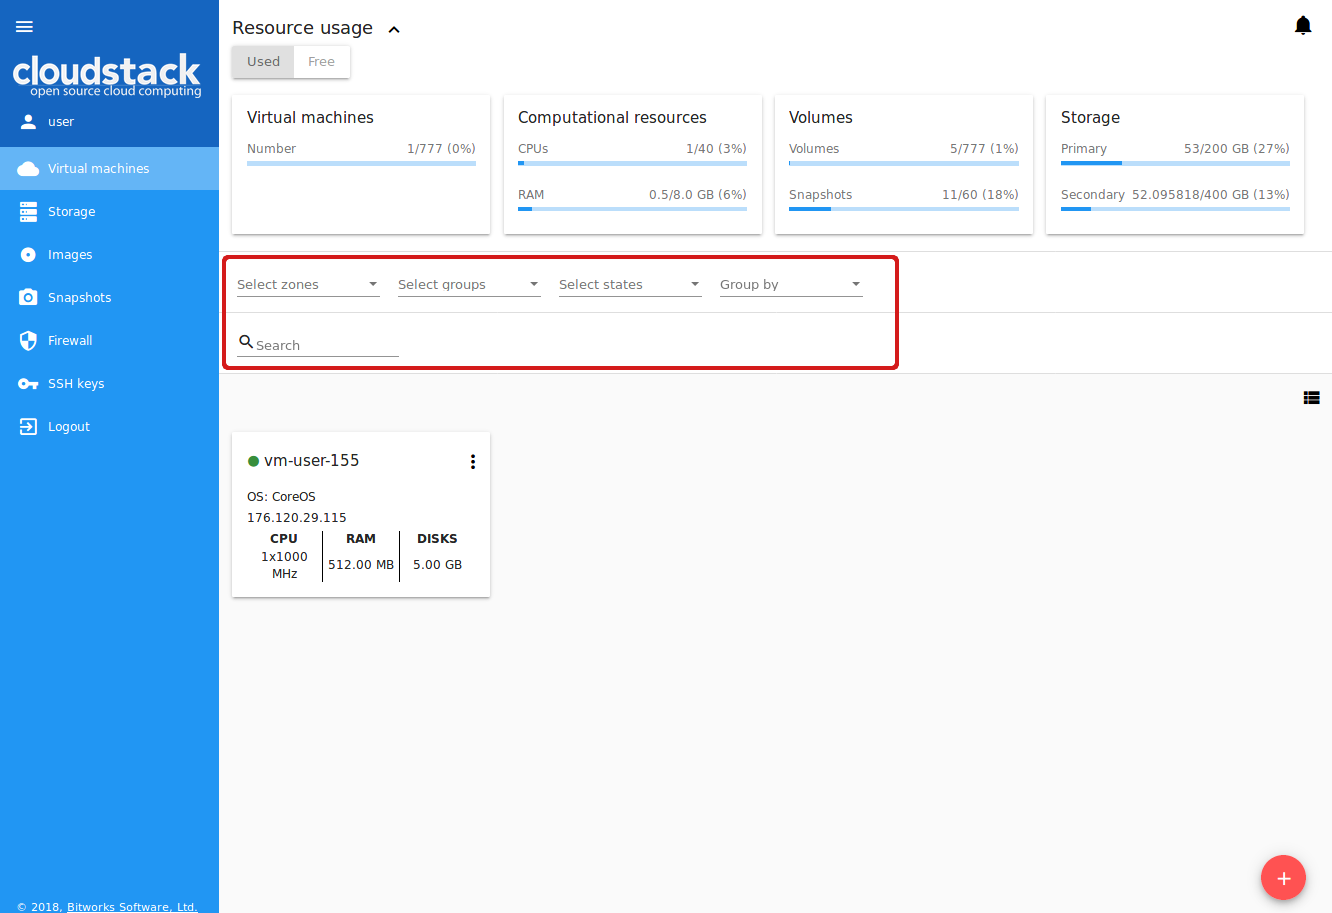 Resource usage
Used Free
cloudstack
open source cloud computing
user
Virtual machines
Storage
Images
Snapshots
Firewall
SSH keys
Logout
© 2018, Bitworks Software, Ltd.
Virtual machines
Number 1/777 (0%)
Computational resources
CPUs 1/40 (3%)
RAM 0.5/8.0 GB (6%)
Volumes
Volumes 5/777 (1%)
Snapshots 11/60 (18%)
Storage
Primary 53/200 GB (27%)
Secondary 52.095818/400 GB (13%)
Select zones Select groups Select states Group by
Search
vm-user-155
OS: CoreOS
176.120.29.115
CPU RAM DISKS
1x1000
MHz
512.00 MB
5.00 GB